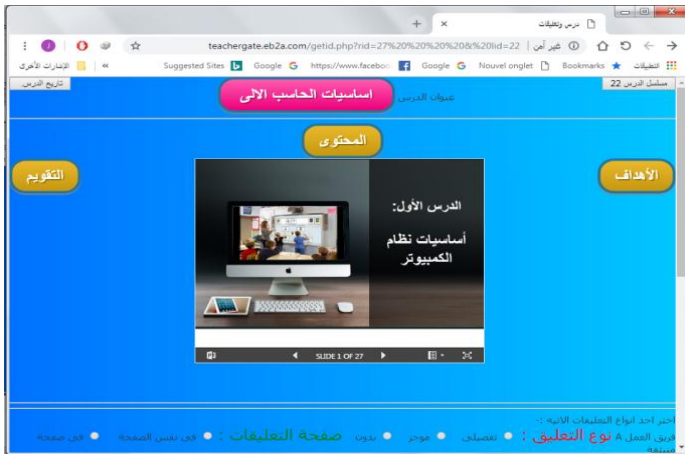 درس وتعليقات
teachergate.eb2a.com/getid.php?rid=27%20%20%20%20&%20lid=22 | غير آمن
التطبيقات Bookmarks Nouvel onglet Google https://www.faceboo Google Suggested Sites » الإشارات الأخرى
مسلسل الدرس 22
تاريخ الدرس
عنوان الدرس اساسيات الحاسب الالى
المحتوى
الأهداف
التقويم
الدرس الأول:
أساسيات نظام
الكمبيوتر
SLIDE 1 OF 27
اختر احد انواع التعليقات الاتيه :-
فريق العمل A نوع التعليق : تفصيلى موجز بدون صفحة التعليقات : فى نفس الصفحة فى صفحة